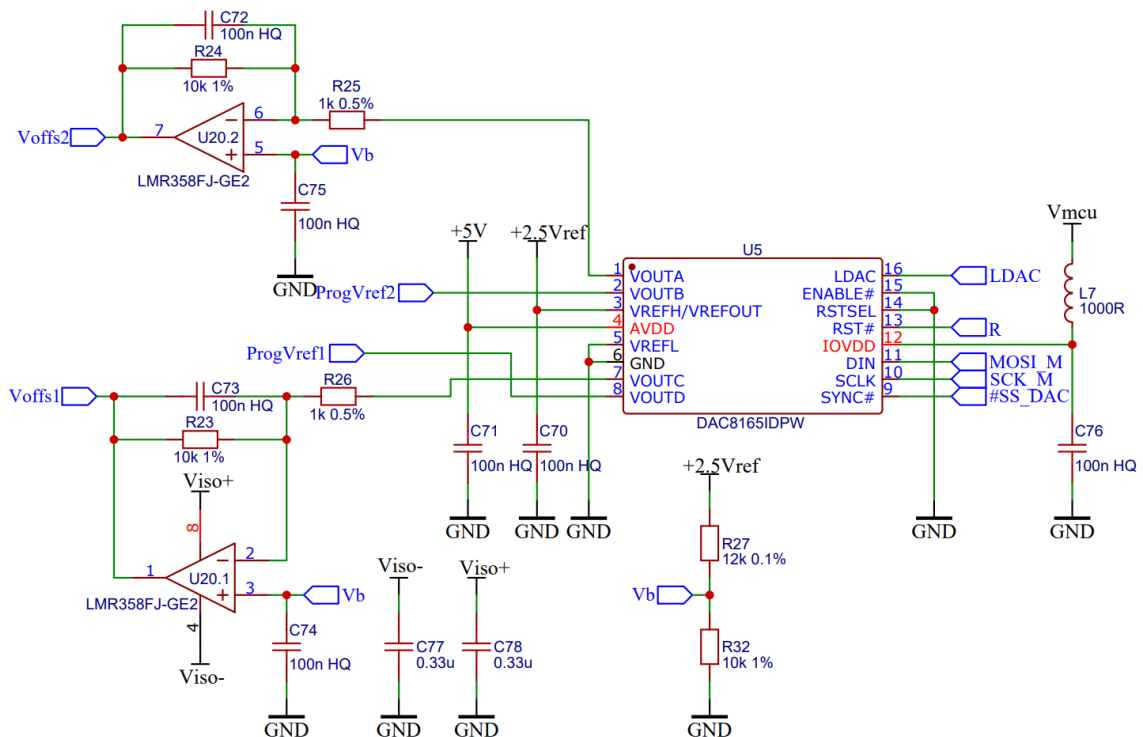 C72
100n HQ
R24
10k 1%
R25
1k 0.5%
Voffs2
7
6
5
U20.2
LMR358FJ-GE2
Vb
C75
100n HQ
GND
+5V
+2.5Vref
Vmcu
U5
1 VOUTA
2 VOUTB
3 VREFH/VREFOUT
4 AVDD
5 VREFL
6 GND
7 VOUTC
8 VOUTD
LDAC 16
ENABLE# 15
RSTSEL 14
RST# 13
IOVDD 12
DIN 11
SCLK 10
SYNC# 9
DAC8165IDPW
LDAC
R
MOSI_M
SCK_M
#SS_DAC
L7
1000R
ProgVref2
ProgVref1
Voffs1
C73
100n HQ
R26
1k 0.5%
R23
10k 1%
Viso+
8
1
2
3
4
U20.1
LMR358FJ-GE2
Vb
Viso-
C74
100n HQ
GND
C71
100n HQ
GND
C70
100n HQ
GND
GND
GND
C76
100n HQ
GND
Viso-
C77
0.33u
GND
Viso+
C78
0.33u
GND
+2.5Vref
R27
12k 0.1%
Vb
R32
10k 1%
GND